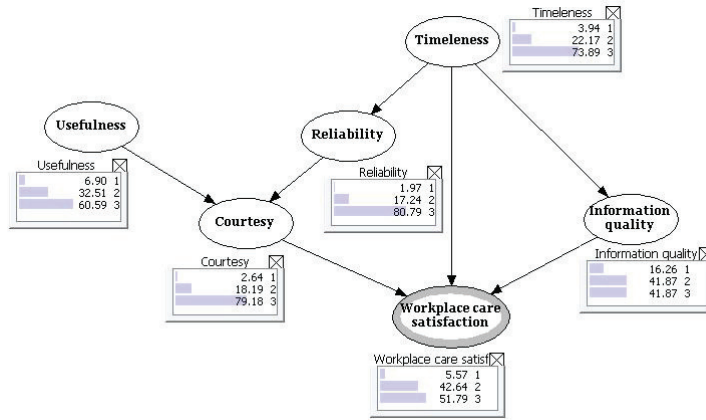 Timeleness
Timeleness
3.94 1
22.17 2
73.89 3
Usefulness
Reliability
Usefulness
6.90 1
32.51 2
60.59 3
Reliability
1.97 1
17.24 2
80.79 3
Courtesy
Information
quality
Courtesy
2.64 1
18.19 2
79.18 3
Information quality
16.26 1
41.87 2
41.87 3
Workplace care
satisfaction
Workplace care satisf
5.57 1
42.64 2
51.79 3